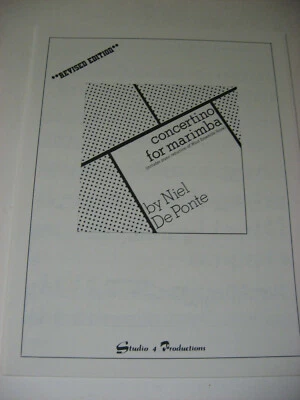 **REVISED EDITION**
concertino
for marimba
by Niel
De Ponte
Studio 4 Productions